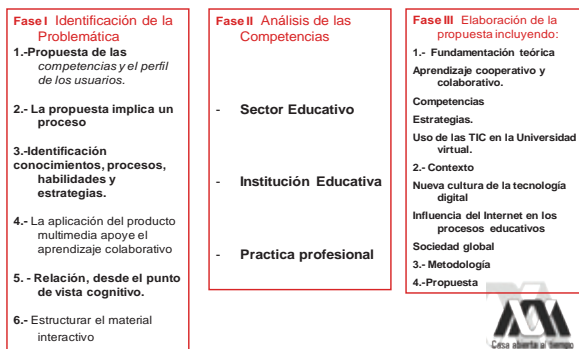 Fase I Identificación de la
Problemática
1.-Propuesta de las
competencias y el perfil
de los usuarios.
2.- La propuesta implica un
proceso
3.-Identificación
conocimientos, procesos,
habilidades y
estrategias.
4.- La aplicación del producto
multimedia apoye el
aprendizaje colaborativo
5. - Relación, desde el punto
de vista cognitivo.
6.- Estructurar el material
interactivo
Fase II Análisis de las
Competencias
- Sector Educativo
- Institución Educativa
- Practica profesional
Fase III Elaboración de la
propuesta incluyendo:
1.- Fundamentación teórica
Aprendizaje cooperativo y
colaborativo.
Competencias
Estrategias.
Uso de las TIC en la Universidad
virtual.
2.- Contexto
Nueva cultura de la tecnología
digital
Influencia del Internet en los
procesos educativos
Sociedad global
3.- Metodología
4.-Propuesta
Casa abierta al tiempo